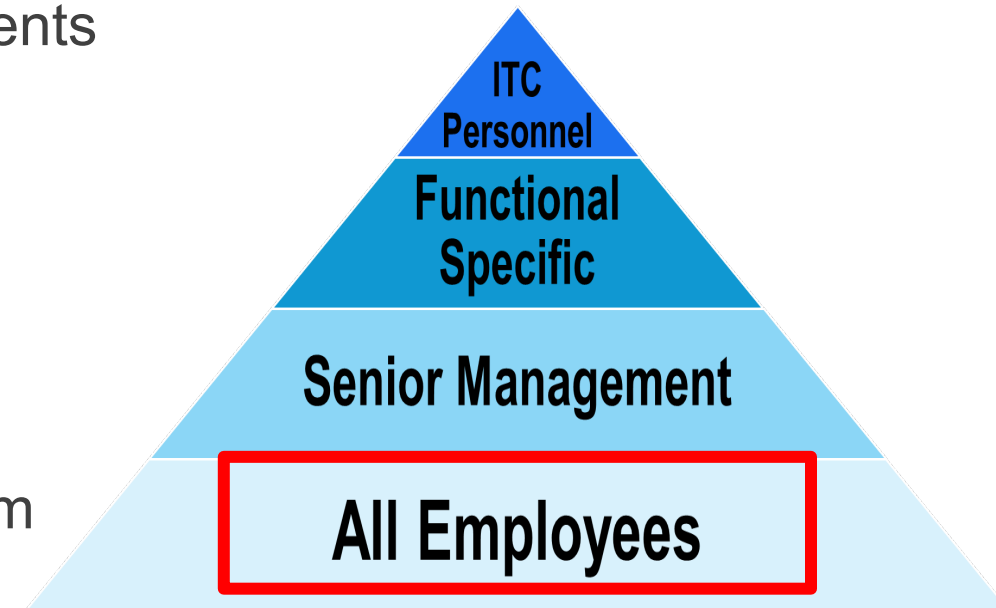 ents
ITC
Personnel
Functional
Specific
Senior Management
m
All Employees